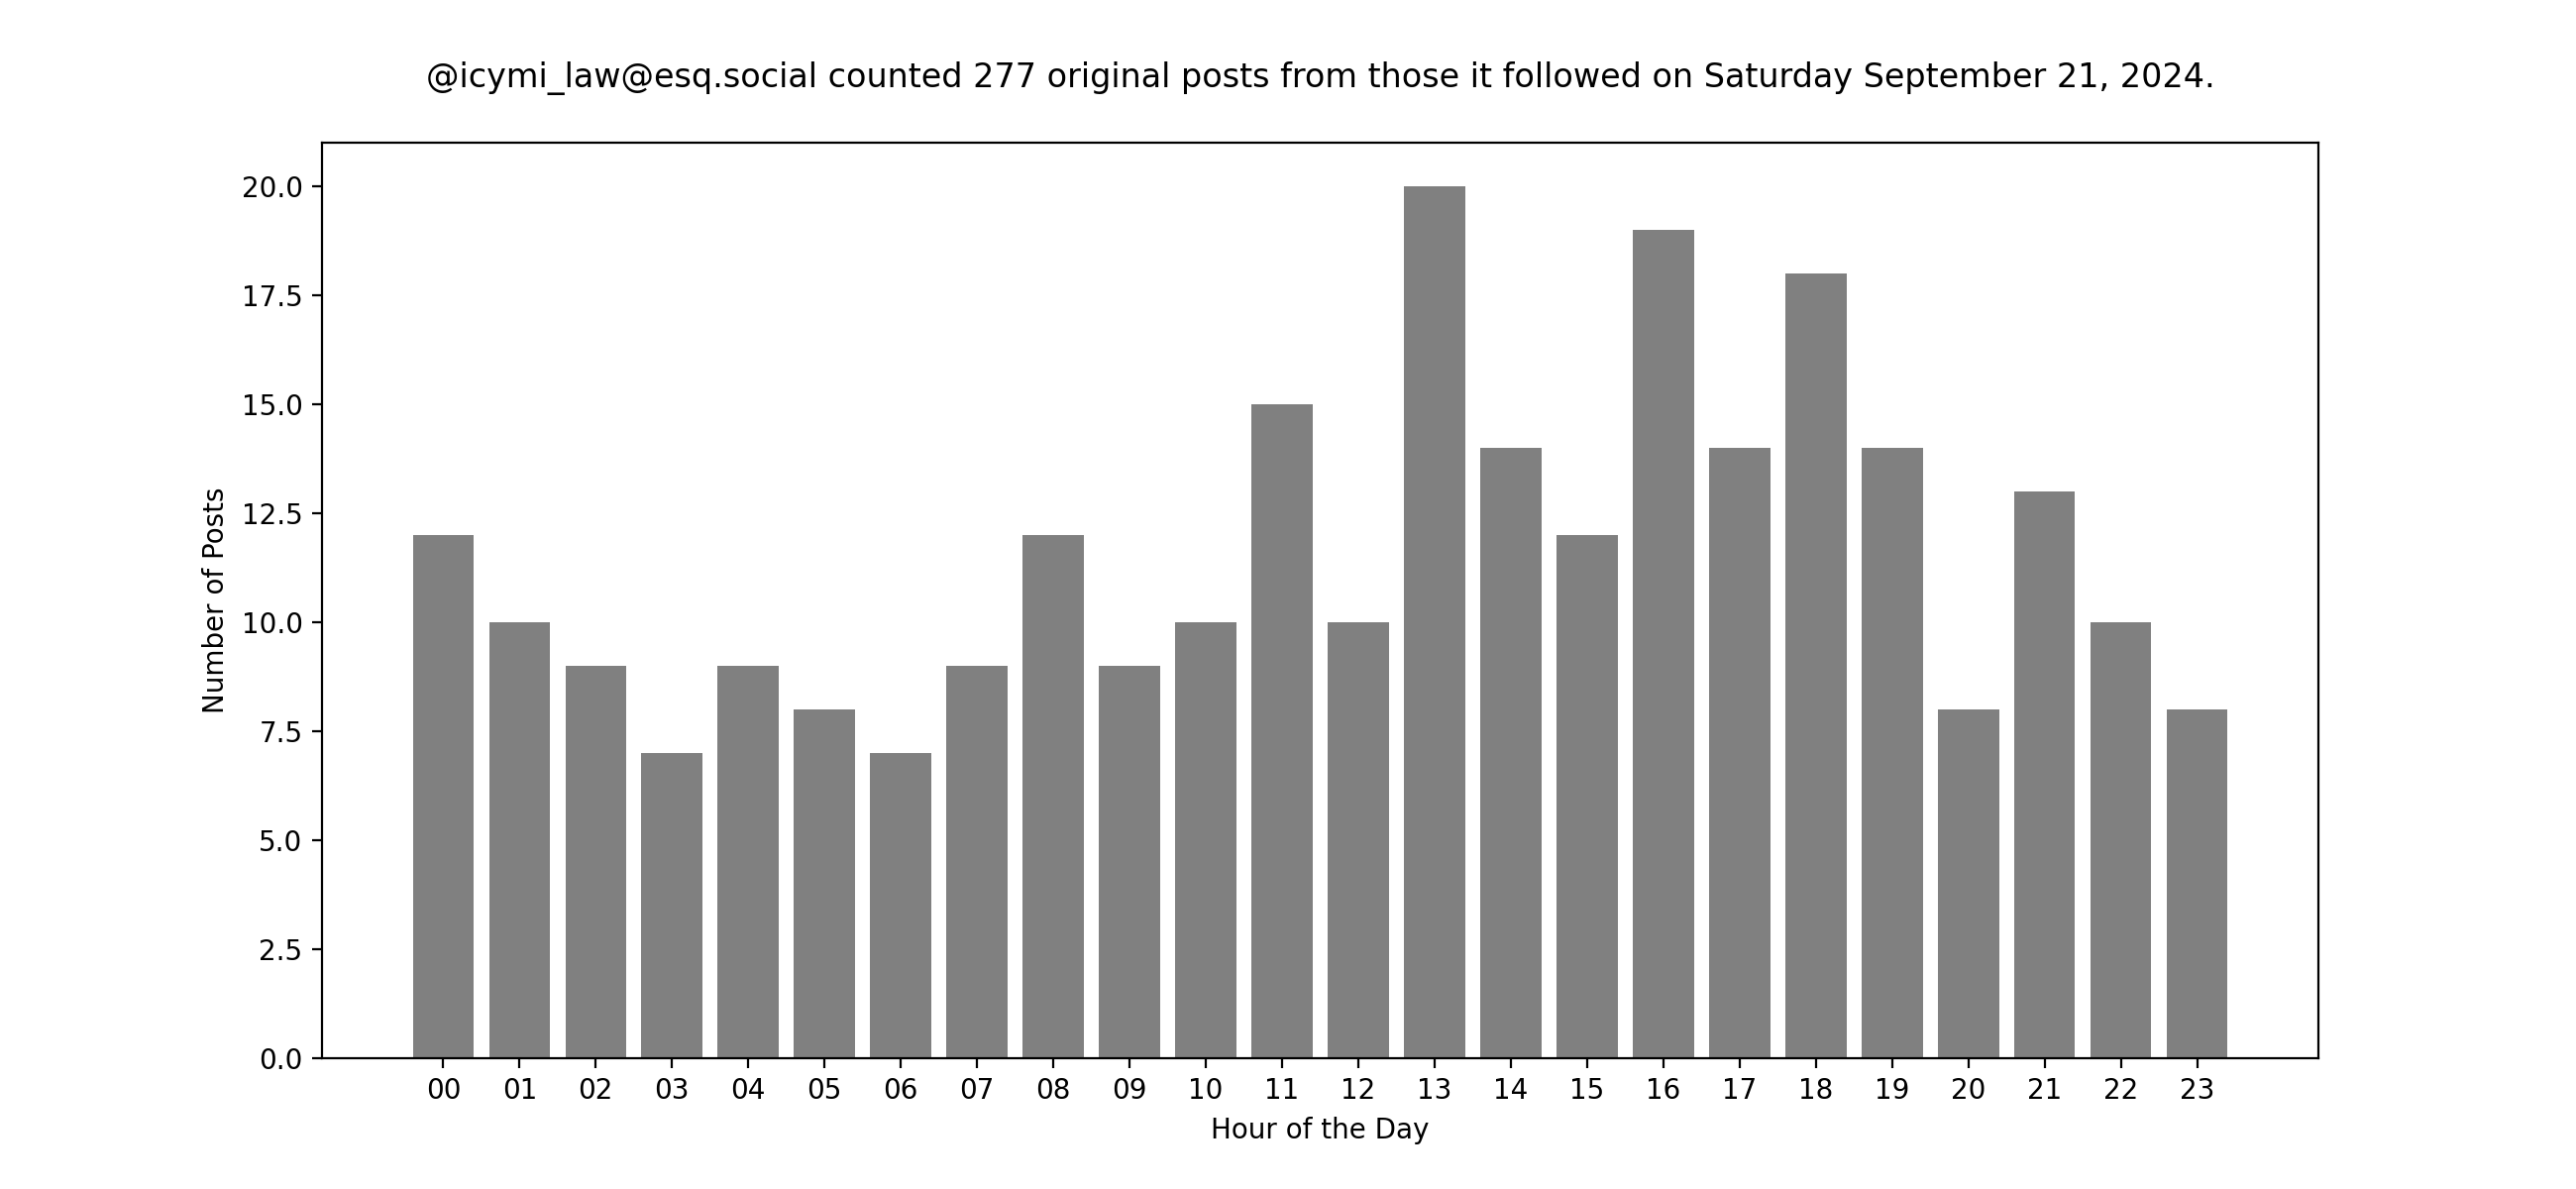 @icymi_law@esq.social counted 277 original posts from those it followed on Saturday September 21, 2024.
Number of Posts
20.0
17.5
15.0
12.5
10.0
7.5
5.0
2.5
0.0
00 01 02 03 04 05 06 07 08 09 10 11 12 13 14 15 16 17 18 19 20 21 22 23
Hour of the Day